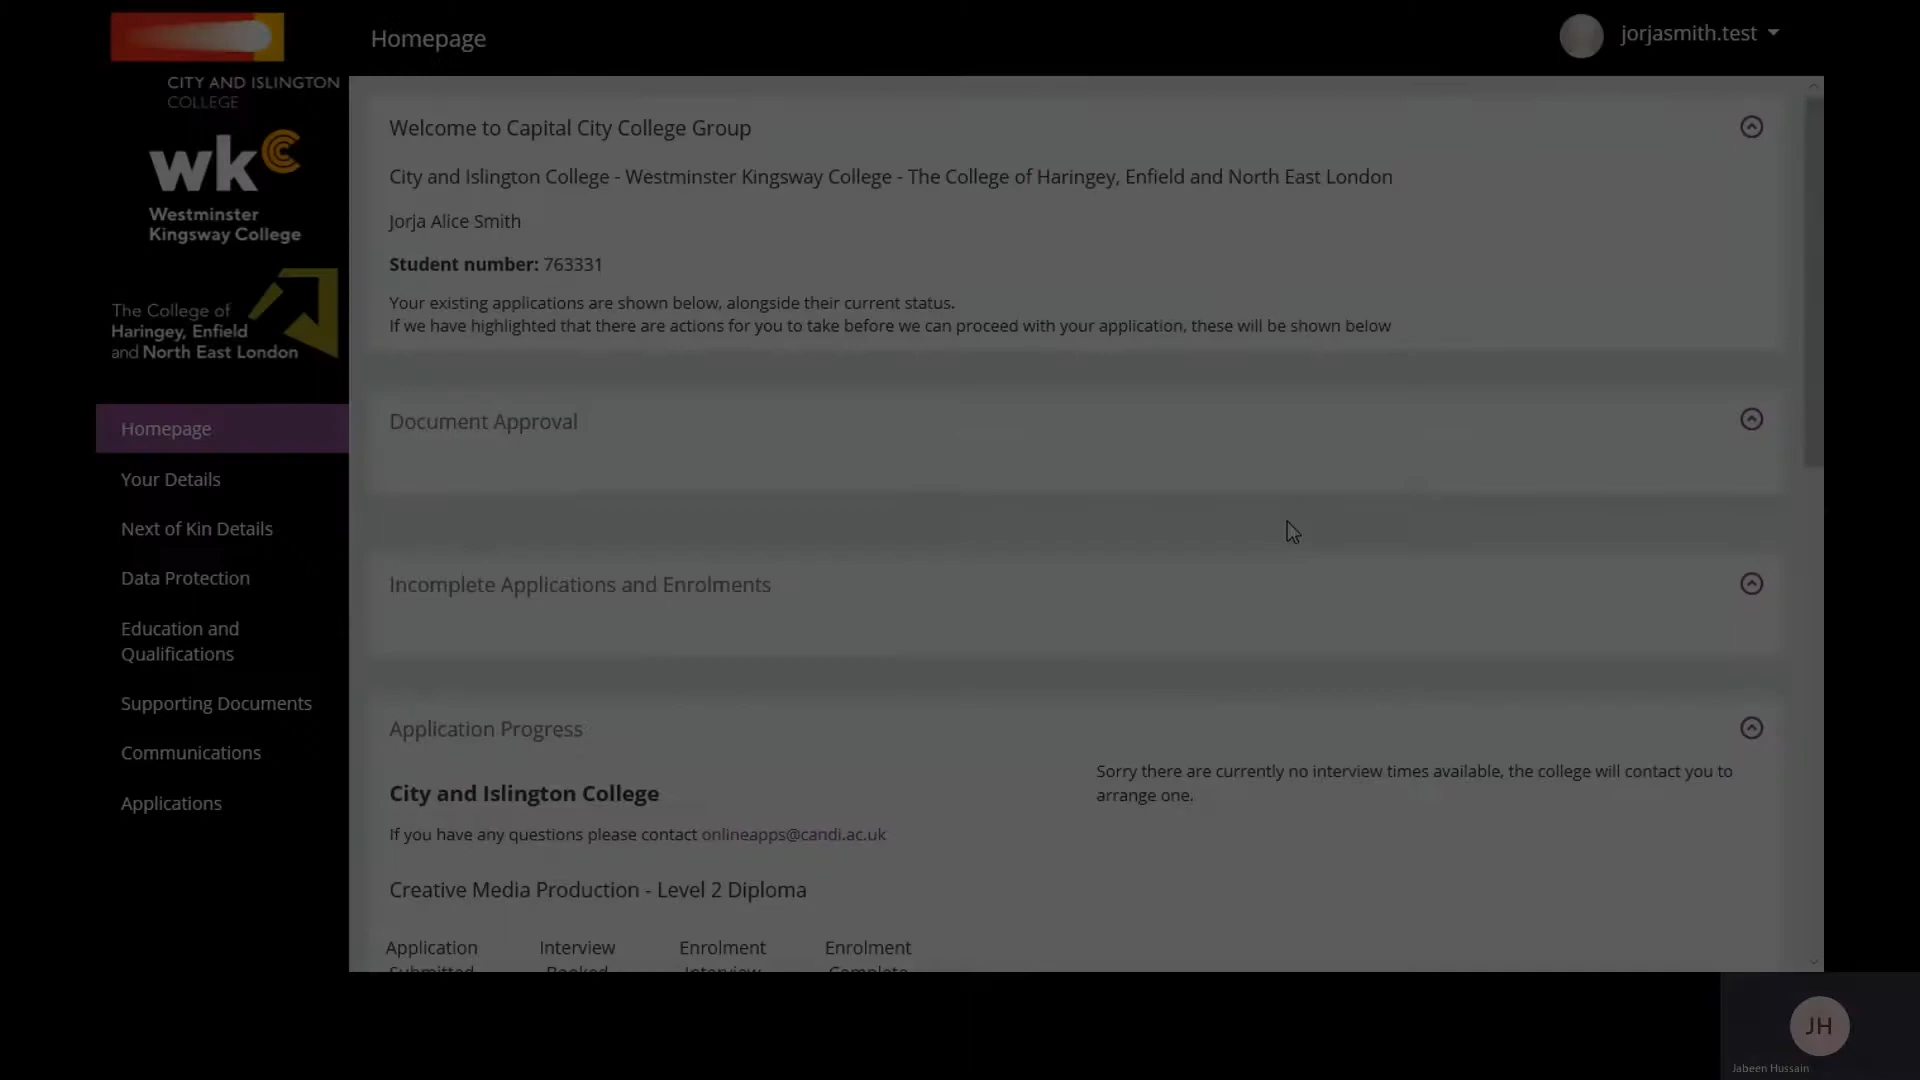 Homepage
jorjasmith.test
CITY AND ISLINGTON
COLLEGE
wkc
Westminster
Kingsway College
The College of
Haringey, Enfield
and North East London
Homepage
Your Details
Next of Kin Details
Data Protection
Education and
Qualifications
Supporting Documents
Communications
Applications
Welcome to Capital City College Group
City and Islington College - Westminster Kingsway College - The College of Haringey, Enfield and North East London
Jorja Alice Smith
Student number: 763331
Your existing applications are shown below, alongside their current status.
If we have highlighted that there are actions for you to take before we can proceed with your application, these will be shown below
Document Approval
Incomplete Applications and Enrolments
Application Progress
City and Islington College
If you have any questions please contact onlineapps@candi.ac.uk
Sorry there are currently no interview times available, the college will contact you to
arrange one.
Creative Media Production - Level 2 Diploma
Application Interview Enrolment Enrolment
Submitted Booked Interview Complete
JH
Jabeen Hussain